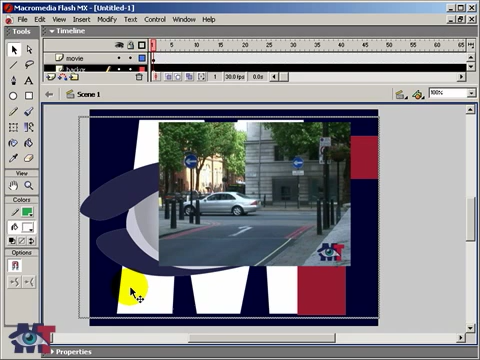 Macromedia Flash MX - [Untitled-1]
File Edit View Insert Modify Text Control Window Help
Tools
Timeline
1 5 10 15 20 25 30 35 40 45 50 55 60 65
movie
1 30.0 fps 0.0s
Scene 1
100%
View
Colors
Options
Properties